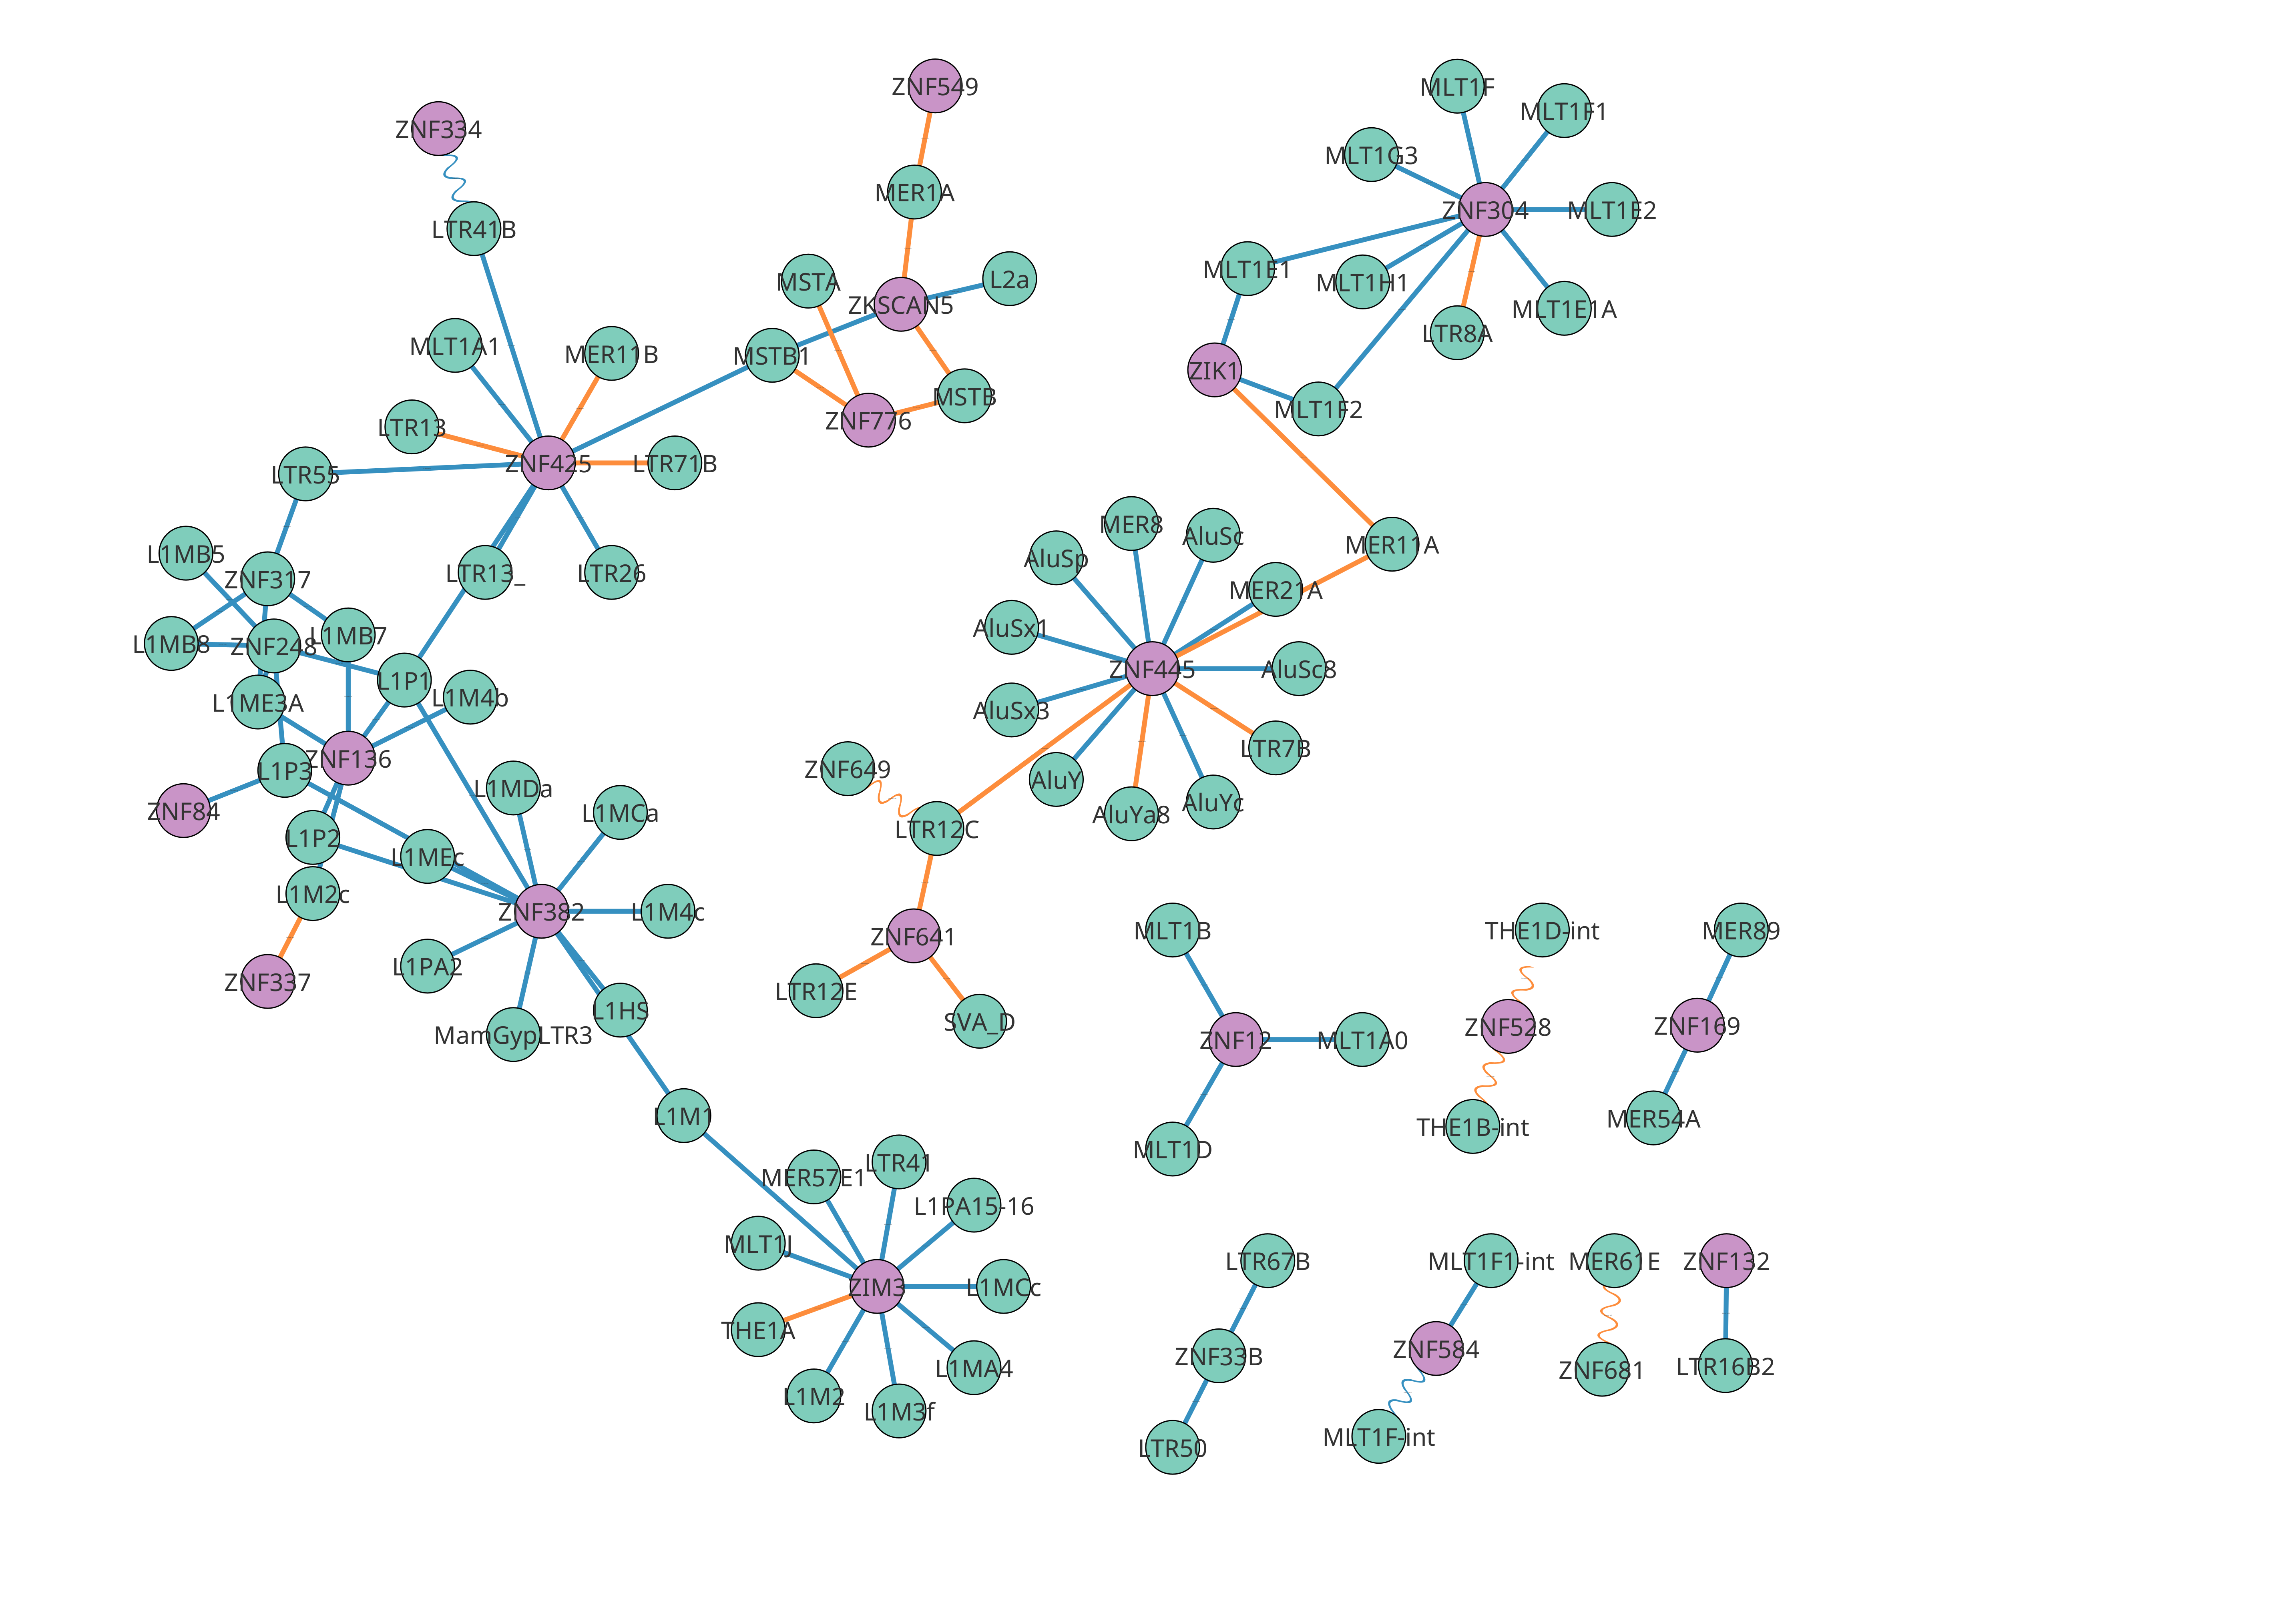 ZNF549
MLT1F
MLT1F1
ZNF334
MLT1G3
MER1A
ZNF304
MLT1E2
LTR41B
MSTA
L2a
MLT1E1
MLT1H1
ZKSCAN5
MLT1E1A
LTR8A
MLT1A1
MER11B
MSTB1
ZIK1
MSTB
MLT1F2
LTR13
ZNF776
ZNF425
LTR71B
LTR55
MER8
AluSc
MER11A
L1MB5
AluSp
ZNF317
LTR13_
LTR26
MER21A
AluSx1
L1MB7
L1MB8
ZNF248
ZNF445
AluSc8
L1P1
L1M4b
L1ME3A
AluSx3
LTR7B
ZNF136
L1P3
ZNF649
AluY
L1MDa
AluYc
ZNF84
L1MCa
AluYa8
LTR12C
L1P2
L1MEc
L1M2c
ZNF382
L1M4c
MLT1B
THE1D-int
MER89
ZNF641
L1PA2
ZNF337
LTR12E
L1HS
SVA_D
ZNF528
ZNF169
MamGypLTR3
ZNF12
MLT1A0
L1M1
MER54A
THE1B-int
MLT1D
LTR41
MER57E1
L1PA15-16
MLT1J
LTR67B
MLT1F1-int
MER61E
ZNF132
ZIM3
L1MCc
THE1A
ZNF33B
ZNF584
L1MA4
ZNF681
LTR16B2
L1M2
L1M3f
LTR50
MLT1F-int